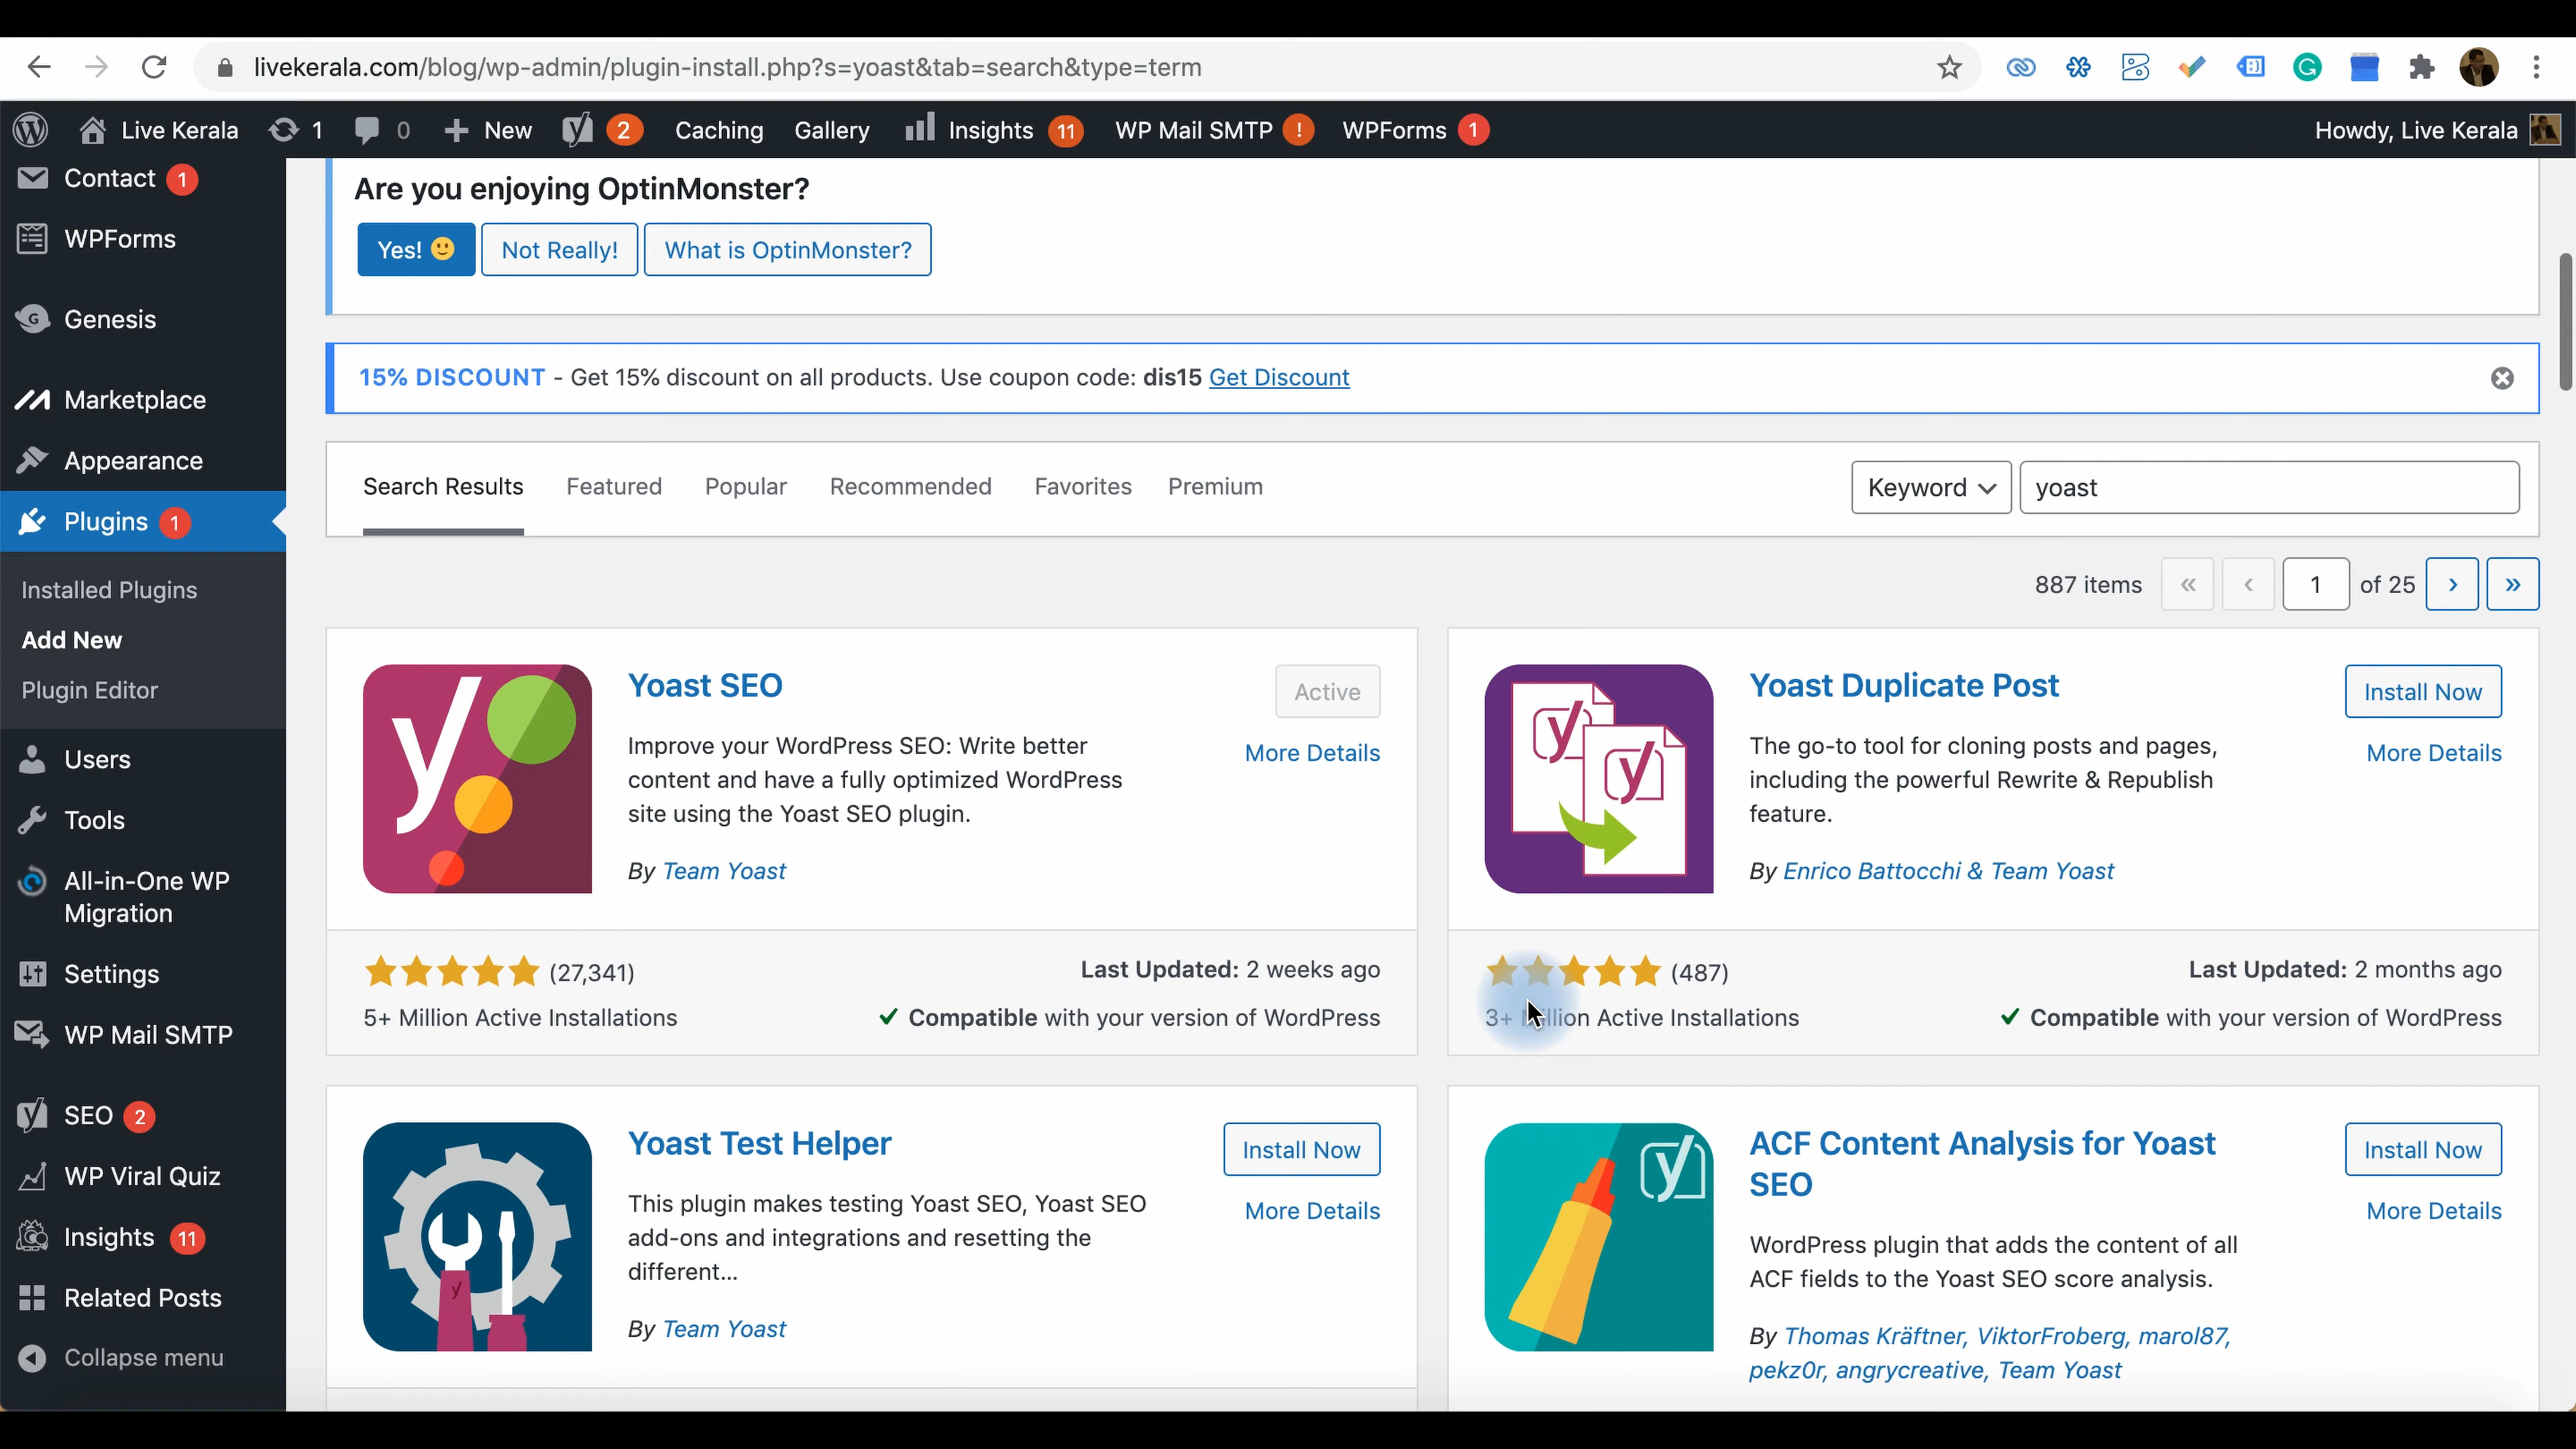 livekerala.com/blog/wp-admin/plugin-install.php?s=yoast&tab=search&type=term
Live Kerala 1 0 New 2 Caching Gallery Insights 11 WP Mail SMTP ! WPForms 1 Howdy, Live Kerala
Contact 1
WPForms
Genesis
Marketplace
Appearance
Plugins 1
Installed Plugins
Add New
Plugin Editor
Users
Tools
All-in-One WP
Migration
Settings
WP Mail SMTP
SEO 2
WP Viral Quiz
Insights 11
Related Posts
Collapse menu
Are you enjoying OptinMonster?
Yes! 🙂 Not Really! What is OptinMonster?
15% DISCOUNT - Get 15% discount on all products. Use coupon code: dis15 Get Discount
Search Results Featured Popular Recommended Favorites Premium Keyword yoast
887 items « ‹ 1 of 25 › »
Yoast SEO
Active
More Details
Improve your WordPress SEO: Write better
content and have a fully optimized WordPress
site using the Yoast SEO plugin.
By Team Yoast
(27,341)
Last Updated: 2 weeks ago
5+ Million Active Installations
Compatible with your version of WordPress
Yoast Duplicate Post
Install Now
More Details
The go-to tool for cloning posts and pages,
including the powerful Rewrite & Republish
feature.
By Enrico Battocchi & Team Yoast
(487)
Last Updated: 2 months ago
3+ Million Active Installations
Compatible with your version of WordPress
Yoast Test Helper
Install Now
More Details
This plugin makes testing Yoast SEO, Yoast SEO
add-ons and integrations and resetting the
different...
By Team Yoast
ACF Content Analysis for Yoast
SEO
Install Now
More Details
WordPress plugin that adds the content of all
ACF fields to the Yoast SEO score analysis.
By Thomas Kräftner, ViktorFroberg, marol87,
pekz0r, angrycreative, Team Yoast